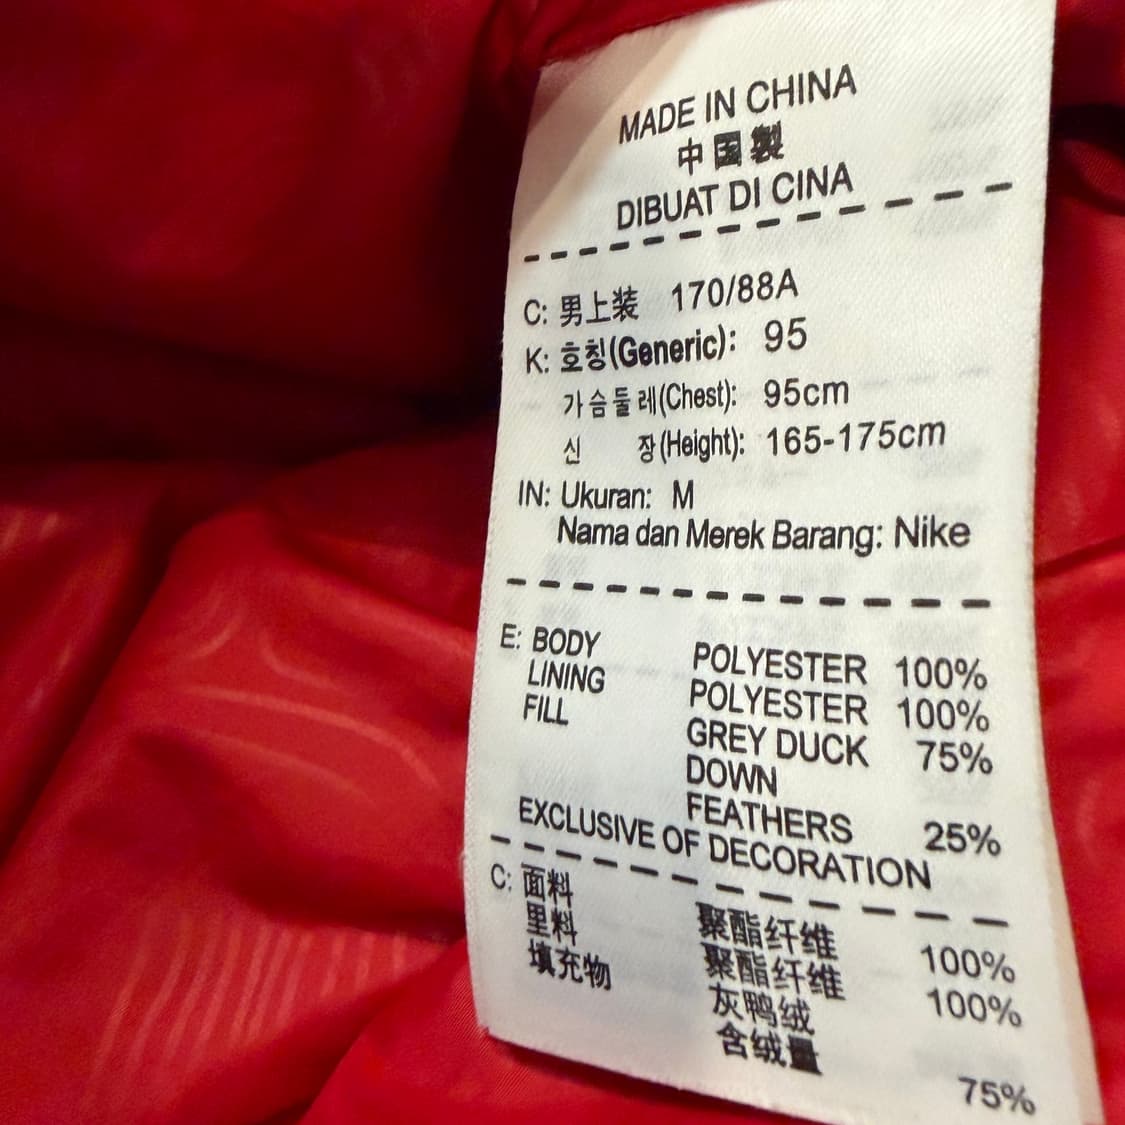 MADE IN CHINA
中国製
DIBUAT DI CINA
C: 男上装 170/88A
K: 호칭(Generic): 95
가슴둘레(Chest): 95cm
신 장(Height): 165-175cm
IN: Ukuran: M
Nama dan Merek Barang: Nike
E: BODY POLYESTER 100%
LINING POLYESTER 100%
FILL GREY DUCK 75%
DOWN
FEATHERS 25%
EXCLUSIVE OF DECORATION
C: 面料 聚酯纤维 100%
里料 聚酯纤维 100%
填充物 灰鸭绒
含绒量 75%